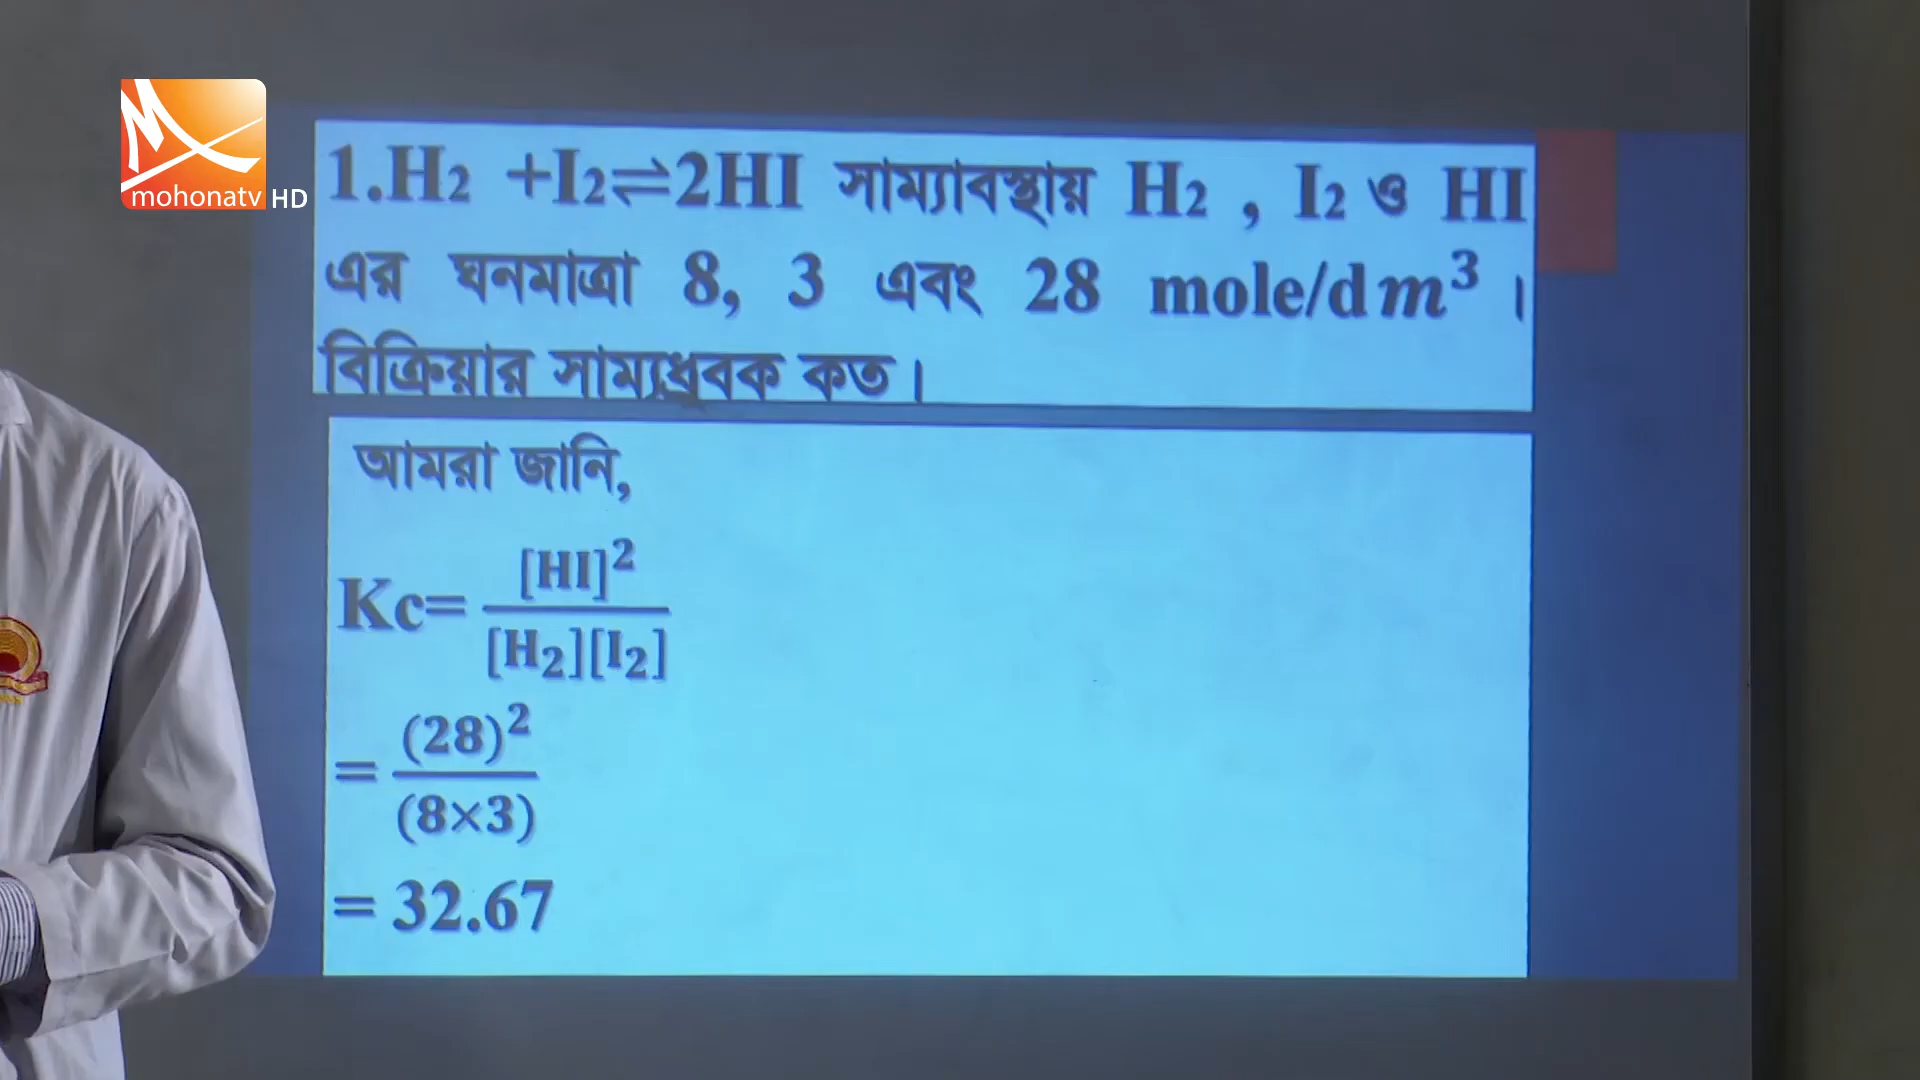 mohonatv HD
1.H₂ +I₂⇌2HI সাম্যাবস্থায় H₂ , I₂ ও HI
এর ঘনমাত্রা 8, 3 এবং 28 mole/dm³ ।
বিক্রিয়ার সাম্যধ্রুবক কত।
আমরা জানি,
Kc= [HI]² / [H₂][I₂]
= (28)² / (8×3)
= 32.67